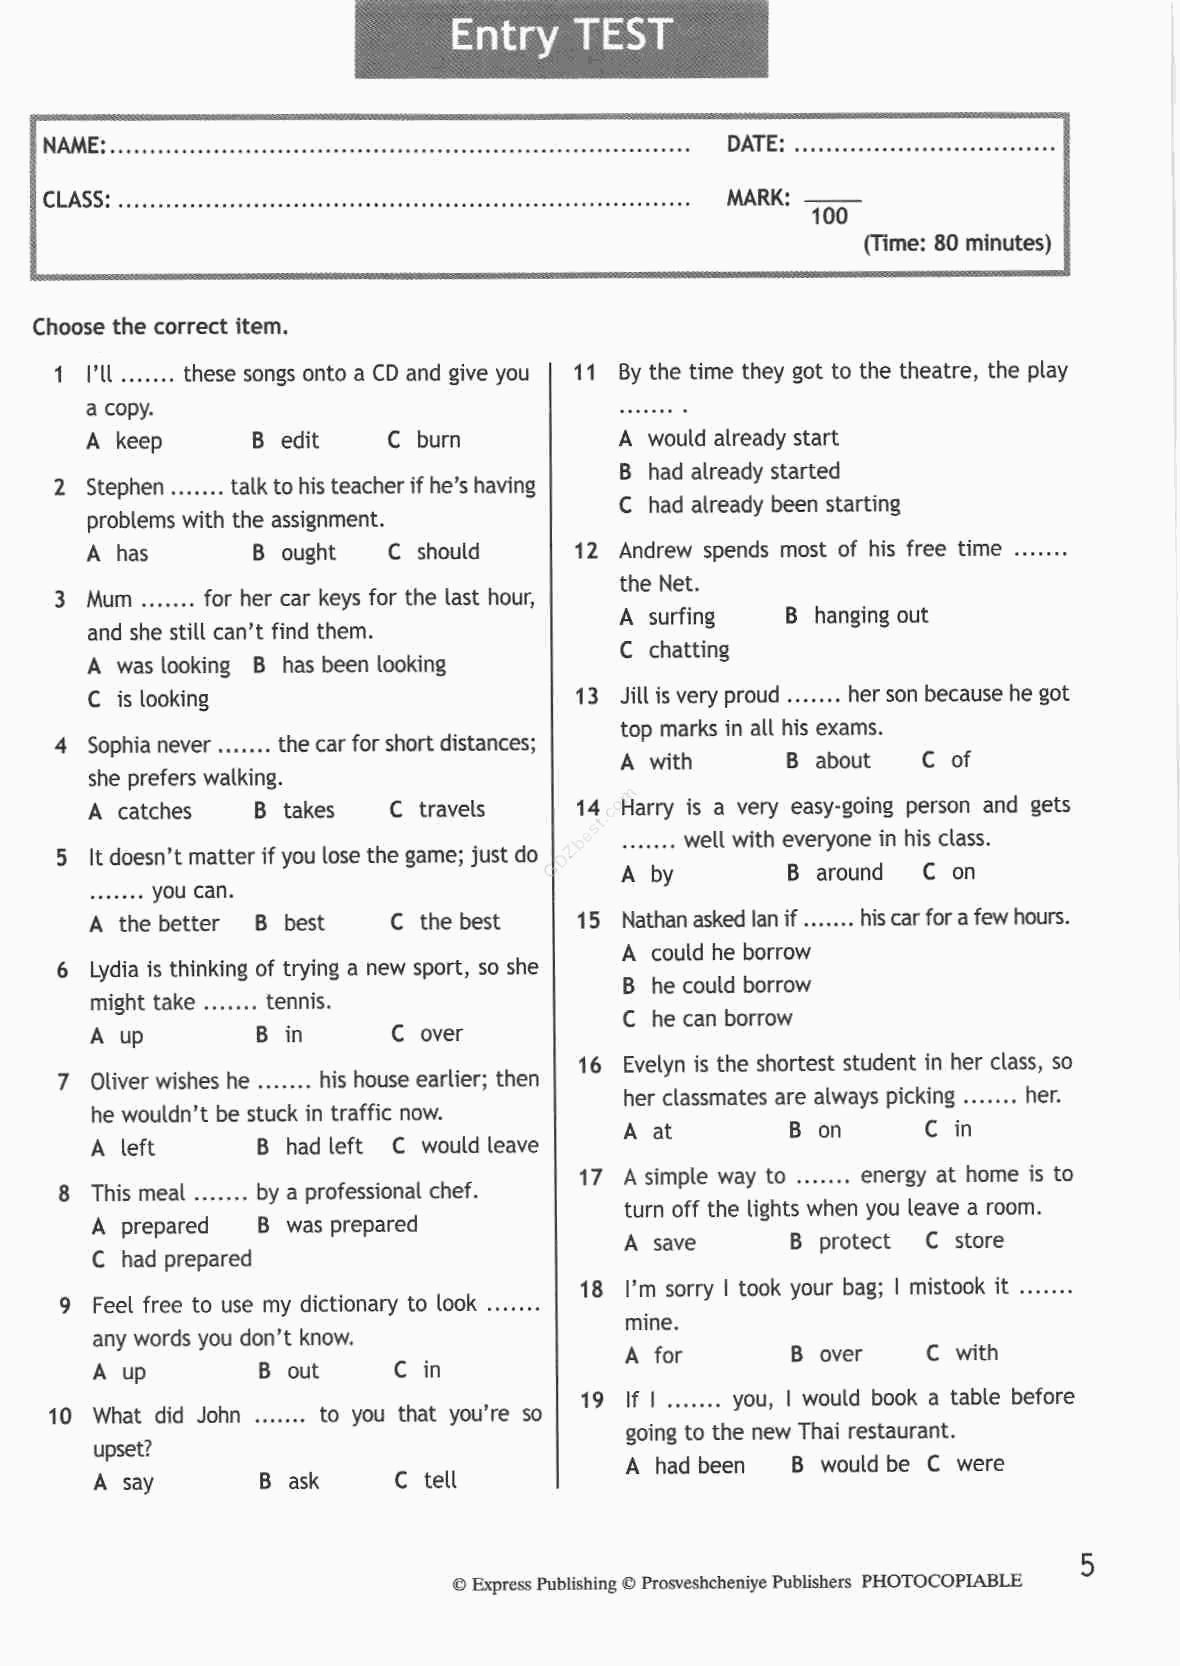 Entry TEST
NAME:........................................................................ DATE: .................................
CLASS: ....................................................................... MARK: _____
100
(Time: 80 minutes)
Choose the correct item.
1 I'll ....... these songs onto a CD and give you
a copy.
A keep B edit C burn
2 Stephen ....... talk to his teacher if he's having
problems with the assignment.
A has B ought C should
3 Mum ....... for her car keys for the last hour,
and she still can't find them.
A was looking B has been looking
C is looking
4 Sophia never ....... the car for short distances;
she prefers walking.
A catches B takes C travels
5 It doesn't matter if you lose the game; just do
....... you can.
A the better B best C the best
6 Lydia is thinking of trying a new sport, so she
might take ....... tennis.
A up B in C over
7 Oliver wishes he ....... his house earlier; then
he wouldn't be stuck in traffic now.
A left B had left C would leave
8 This meal ....... by a professional chef.
A prepared B was prepared
C had prepared
9 Feel free to use my dictionary to look .......
any words you don't know.
A up B out C in
10 What did John ....... to you that you're so
upset?
A say B ask C tell
11 By the time they got to the theatre, the play
....... .
A would already start
B had already started
C had already been starting
12 Andrew spends most of his free time .......
the Net.
A surfing B hanging out
C chatting
13 Jill is very proud ....... her son because he got
top marks in all his exams.
A with B about C of
14 Harry is a very easy-going person and gets
....... well with everyone in his class.
A by B around C on
15 Nathan asked Ian if ....... his car for a few hours.
A could he borrow
B he could borrow
C he can borrow
16 Evelyn is the shortest student in her class, so
her classmates are always picking ....... her.
A at B on C in
17 A simple way to ....... energy at home is to
turn off the lights when you leave a room.
A save B protect C store
18 I'm sorry I took your bag; I mistook it .......
mine.
A for B over C with
19 If I ....... you, I would book a table before
going to the new Thai restaurant.
A had been B would be C were
GDZbest.com
© Express Publishing © Prosveshcheniye Publishers PHOTOCOPIABLE
5